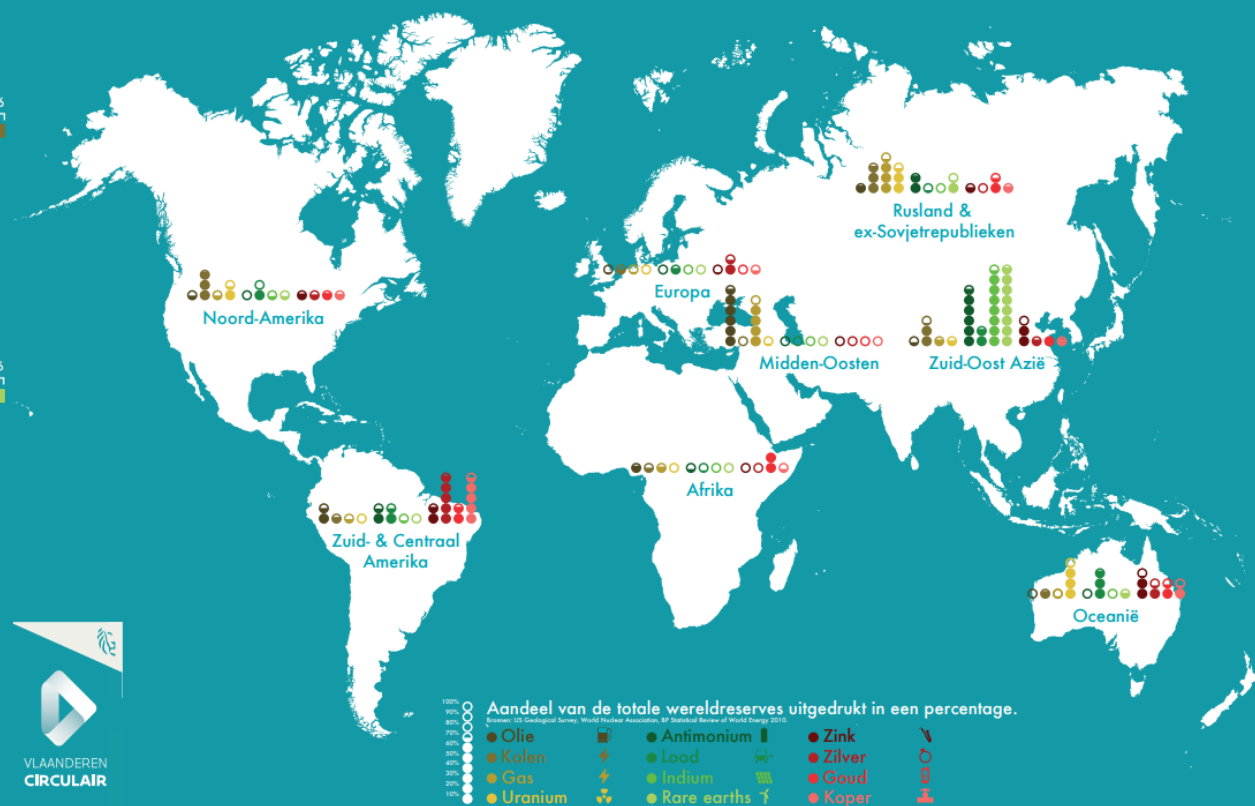 Rusland &
ex-Sovjetrepublieken
Europa
Noord-Amerika
Midden-Oosten
Zuid-Oost Azië
Afrika
Zuid- & Centraal
Amerika
Oceanië
VLAANDEREN
CIRCULAIR
Aandeel van de totale wereldreserves uitgedrukt in een percentage.
Bronnen: US Geological Survey, World Nuclear Association, BP Statistical Review of World Energy 2010.
100%
90%
80%
70%
60%
50%
40%
30%
20%
10%
Olie
Kolen
Gas
Uranium
Antimonium
Lood
Indium
Rare earths
Zink
Zilver
Goud
Koper